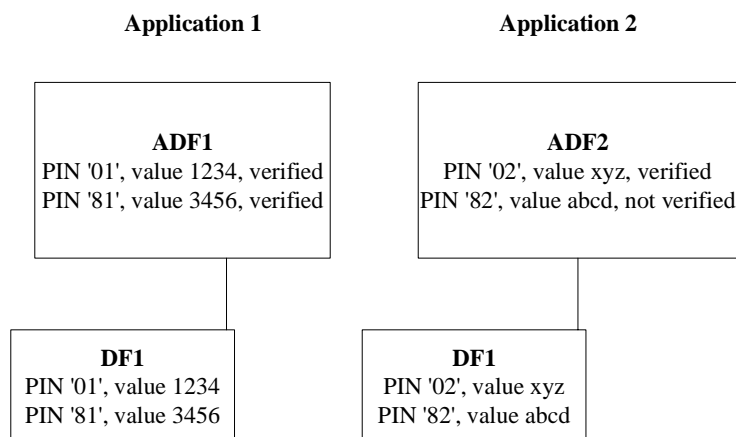 Application 1
Application 2
ADF1
PIN '01', value 1234, verified
PIN '81', value 3456, verified
ADF2
PIN '02', value xyz, verified
PIN '82', value abcd, not verified
DF1
PIN '01', value 1234
PIN '81', value 3456
DF1
PIN '02', value xyz
PIN '82', value abcd